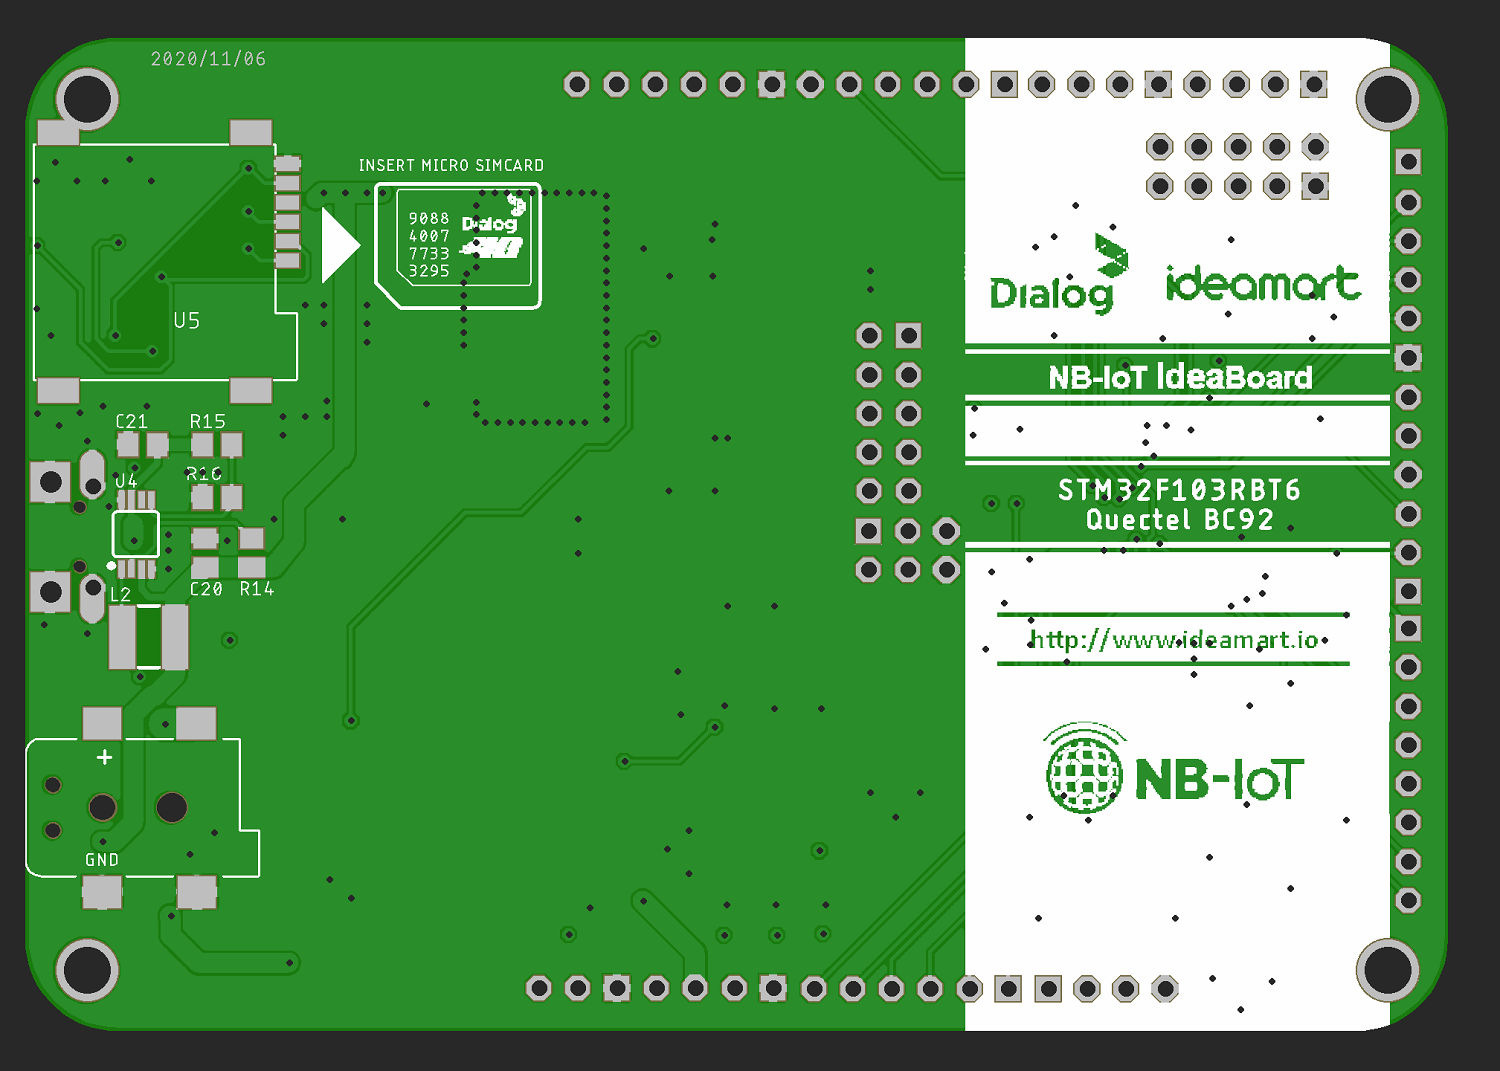 2020/11/06
INSERT MICRO SIMCARD
9088
4007
7733
3295
Dialog
U5
Dialog
ideamart
NB-IoT IdeaBoard
C21
R15
R16
U4
STM32F103RBT6
Quectel BC92
C20
R14
L2
http://www.ideamart.io
+
NB-IoT
GND